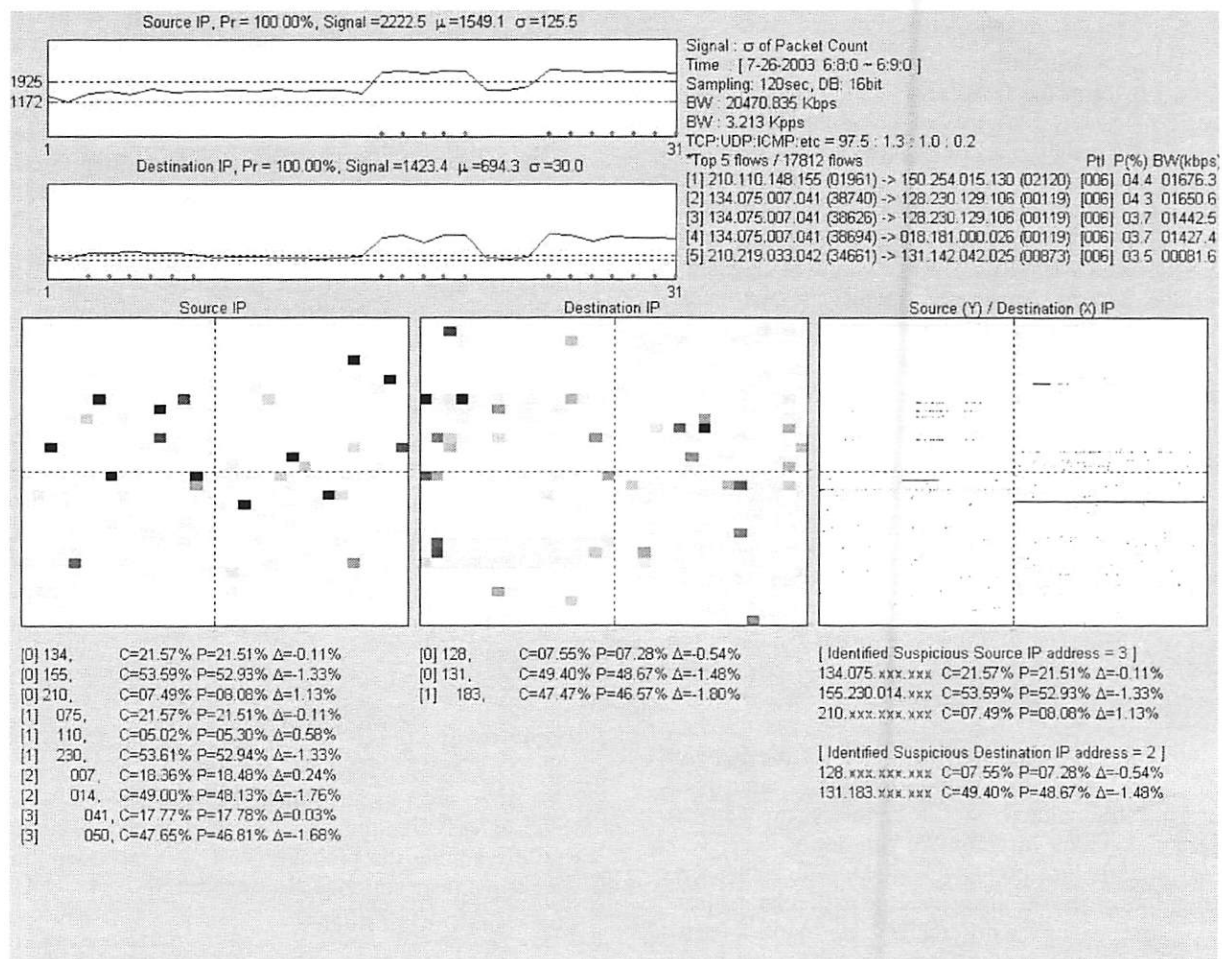 Source IP, Pr = 100.00%, Signal =2222.5 μ=1549.1 σ=125.5
1925
1172
1
31
Destination IP, Pr = 100.00%, Signal=1423.4 μ=694.3 σ=30.0
1
31
Signal : σ of Packet Count
Time : [ 7-26-2003 6:8:0 ~ 6:9:0 ]
Sampling: 120sec, DB: 16bit
BW : 20470.835 Kbps
BW : 3.213 Kpps
TCP:UDP:ICMP:etc = 97.5 : 1.3 : 1.0 : 0.2
*Top 5 flows / 17812 flows Ptl P(%) BW(kbps)
[1] 210.110.148.155 (01961) -> 150.254.015.130 (02120) [006] 04.4 01676.3
[2] 134.075.007.041 (38740) -> 128.230.129.106 (00119) [006] 04.3 01650.6
[3] 134.075.007.041 (38626) -> 128.230.129.106 (00119) [006] 03.7 01442.5
[4] 134.075.007.041 (38694) -> 018.181.000.026 (00119) [006] 03.7 01427.4
[5] 210.219.033.042 (34661) -> 131.142.042.025 (00873) [006] 03.5 00081.6
Source IP
Destination IP
Source (Y) / Destination (X) IP
[0] 134, C=21.57% P=21.51% Δ=-0.11%
[0] 155, C=53.59% P=52.93% Δ=-1.33%
[0] 210, C=07.49% P=08.08% Δ=1.13%
[1] 075, C=21.57% P=21.51% Δ=-0.11%
[1] 110, C=05.02% P=05.30% Δ=0.58%
[1] 230, C=53.61% P=52.94% Δ=-1.33%
[2] 007, C=18.36% P=18.48% Δ=0.24%
[2] 014, C=49.00% P=48.13% Δ=-1.76%
[3] 041, C=17.77% P=17.78% Δ=0.03%
[3] 050, C=47.65% P=46.81% Δ=-1.68%
[0] 128, C=07.55% P=07.28% Δ=-0.54%
[0] 131, C=49.40% P=48.67% Δ=-1.48%
[1] 183, C=47.47% P=46.57% Δ=-1.80%
[ Identified Suspicious Source IP address = 3 ]
134.075.xxx.xxx C=21.57% P=21.51% Δ=-0.11%
155.230.014.xxx C=53.59% P=52.93% Δ=-1.33%
210.xxx.xxx.xxx C=07.49% P=08.08% Δ=1.13%
[ Identified Suspicious Destination IP address = 2 ]
128.xxx.xxx.xxx C=07.55% P=07.28% Δ=-0.54%
131.183.xxx.xxx C=49.40% P=48.67% Δ=-1.48%